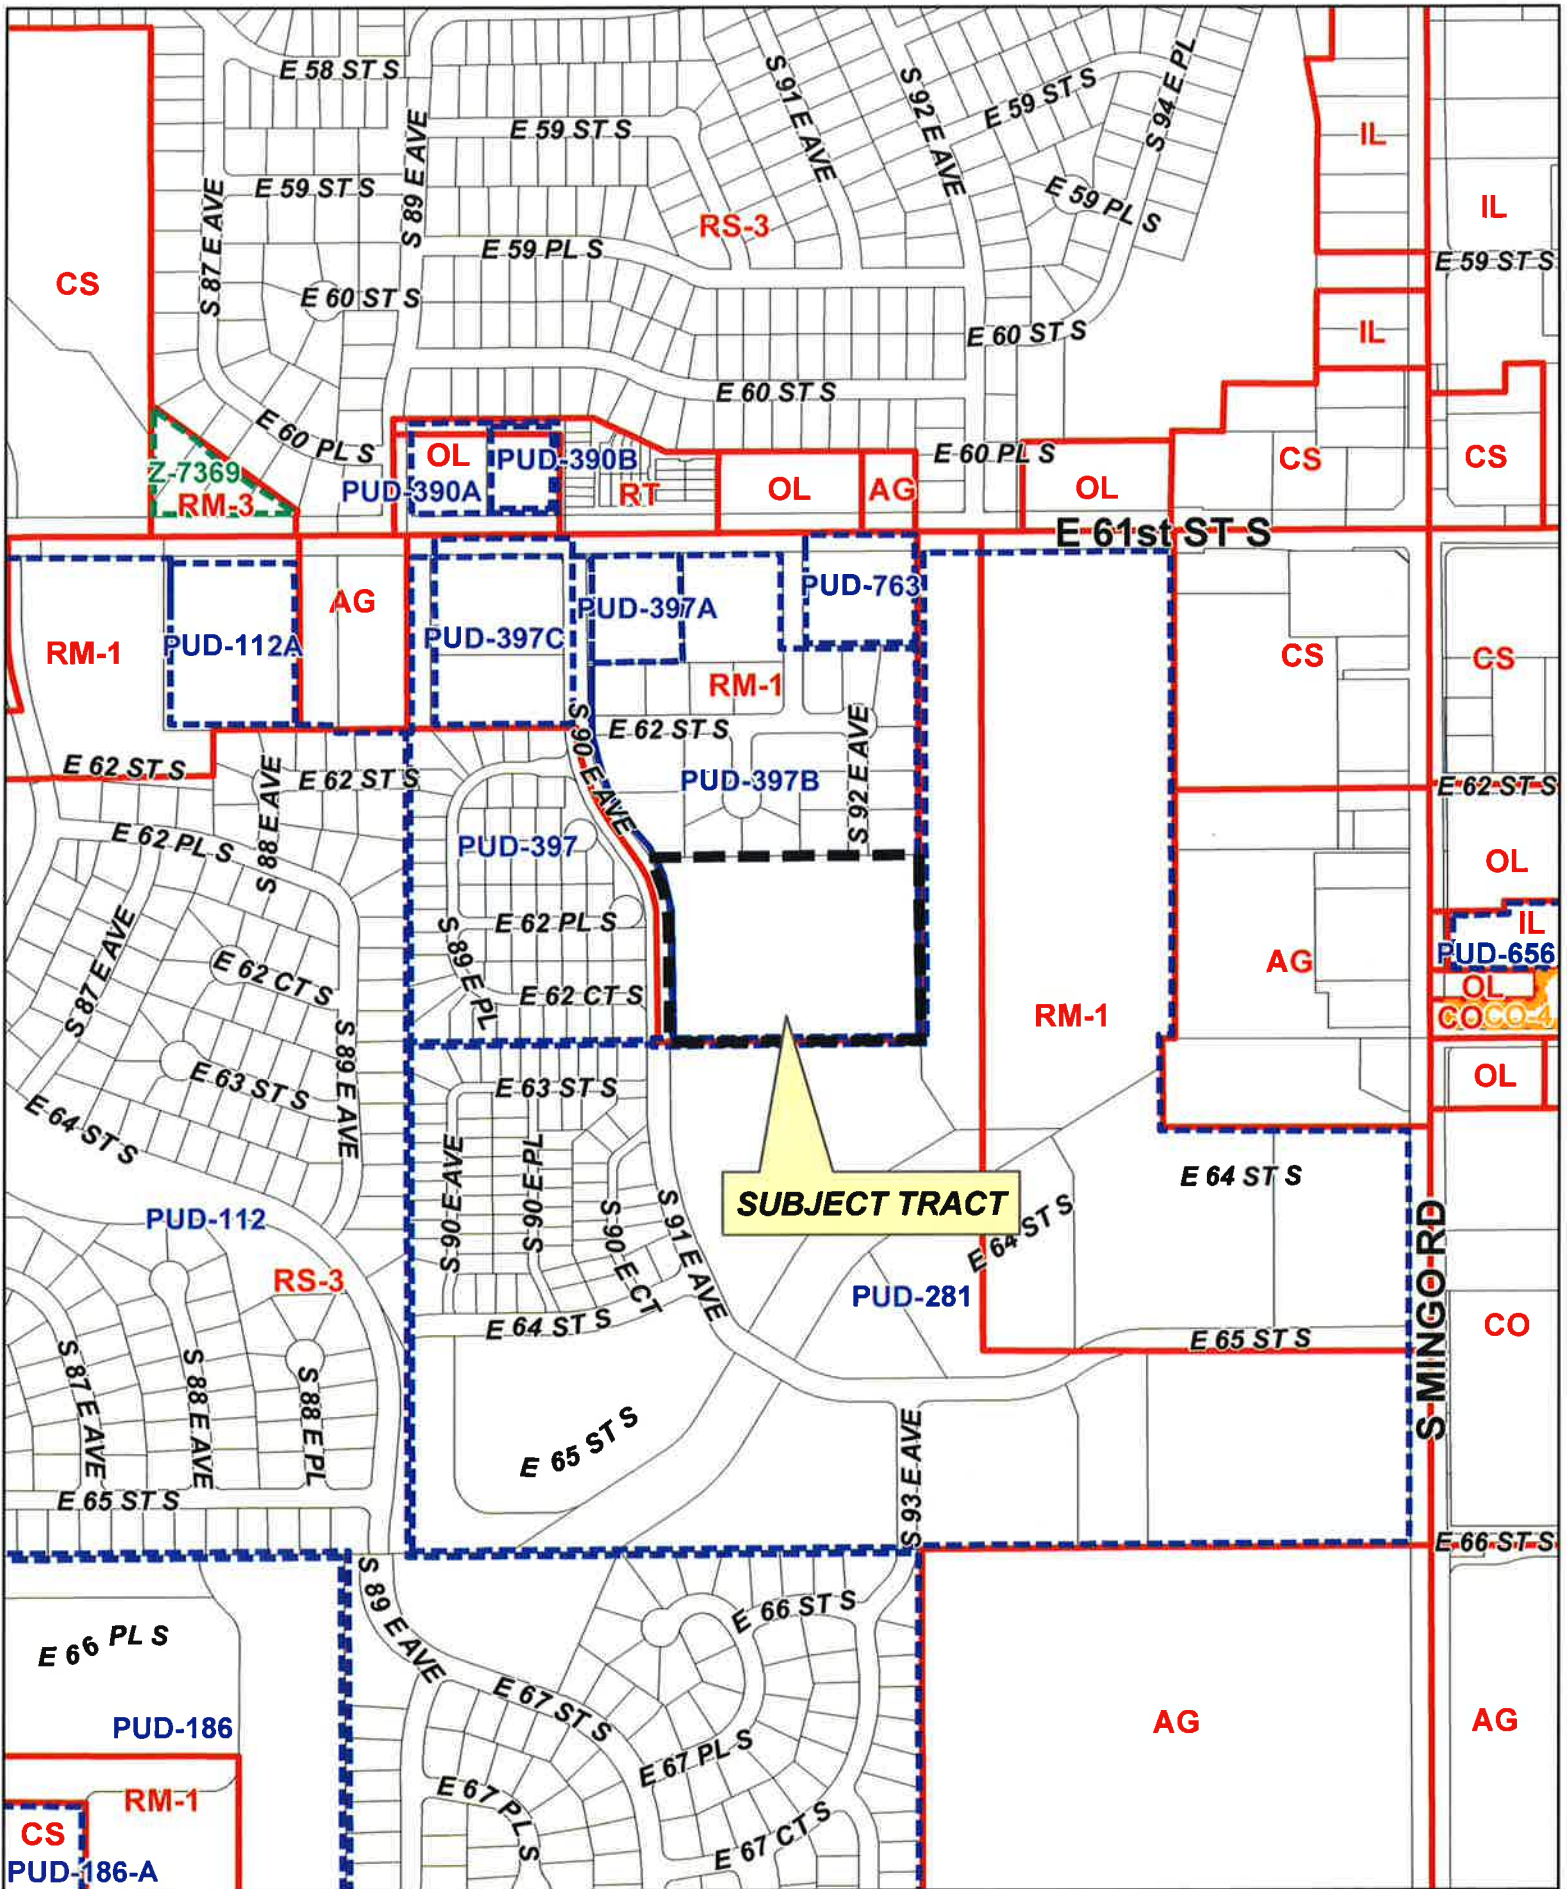 E 58 ST S
S 91 E AVE
S 92 E AVE
S 94 E PL
E 59 ST S
E 59 ST S
IL
S 89 E AVE
E 59 ST S
S 87 E AVE
E 59 PL S
IL
RS-3
E 59 PL S
E 59 ST S
CS
E 60 ST S
E 60 ST S
IL
E 60 ST S
E 60 PL S
E 60 PL S
OL
PUD-390B
CS
CS
Z-7369
RM-3
PUD-390A
RT
OL
AG
OL
E 61st ST S
PUD-763
AG
PUD-397A
PUD-397C
PUD-112A
RM-1
RM-1
CS
CS
S 90 E AVE
E 62 ST S
S 92 E AVE
E 62 ST S
S 88 E AVE
E 62 ST S
PUD-397B
E 62 ST S
E 62 PL S
PUD-397
OL
E 62 PL S
IL
S 87 E AVE
S 89 E PL
PUD-656
E 62 CT S
AG
E 62 CT S
OL
RM-1
CO
CO-4
S 89 E AVE
E 63 ST S
E 63 ST S
OL
E 64 ST S
S 90 E AVE
S 90 E PL
S 90 E CT
S 91 E AVE
SUBJECT TRACT
E 64 ST S
E 64 ST S
PUD-112
RS-3
PUD-281
S MINGO RD
E 64 ST S
E 65 ST S
CO
S 87 E AVE
S 88 E AVE
S 88 E PL
E 65 ST S
S 93 E AVE
E 65 ST S
E 66 ST S
S 89 E AVE
E 66 ST S
E 66 PL S
E 67 ST S
PUD-186
AG
AG
E 67 PL S
RM-1
E 67 PL S
CS
E 67 CT S
PUD-186-A